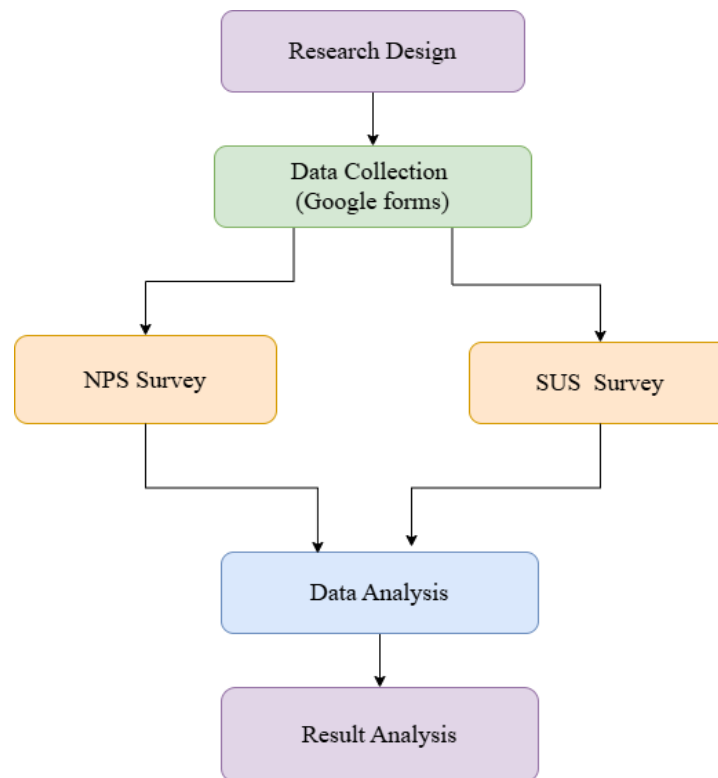 Research Design
Data Collection
(Google forms)
NPS Survey
SUS  Survey
Data Analysis
Result Analysis